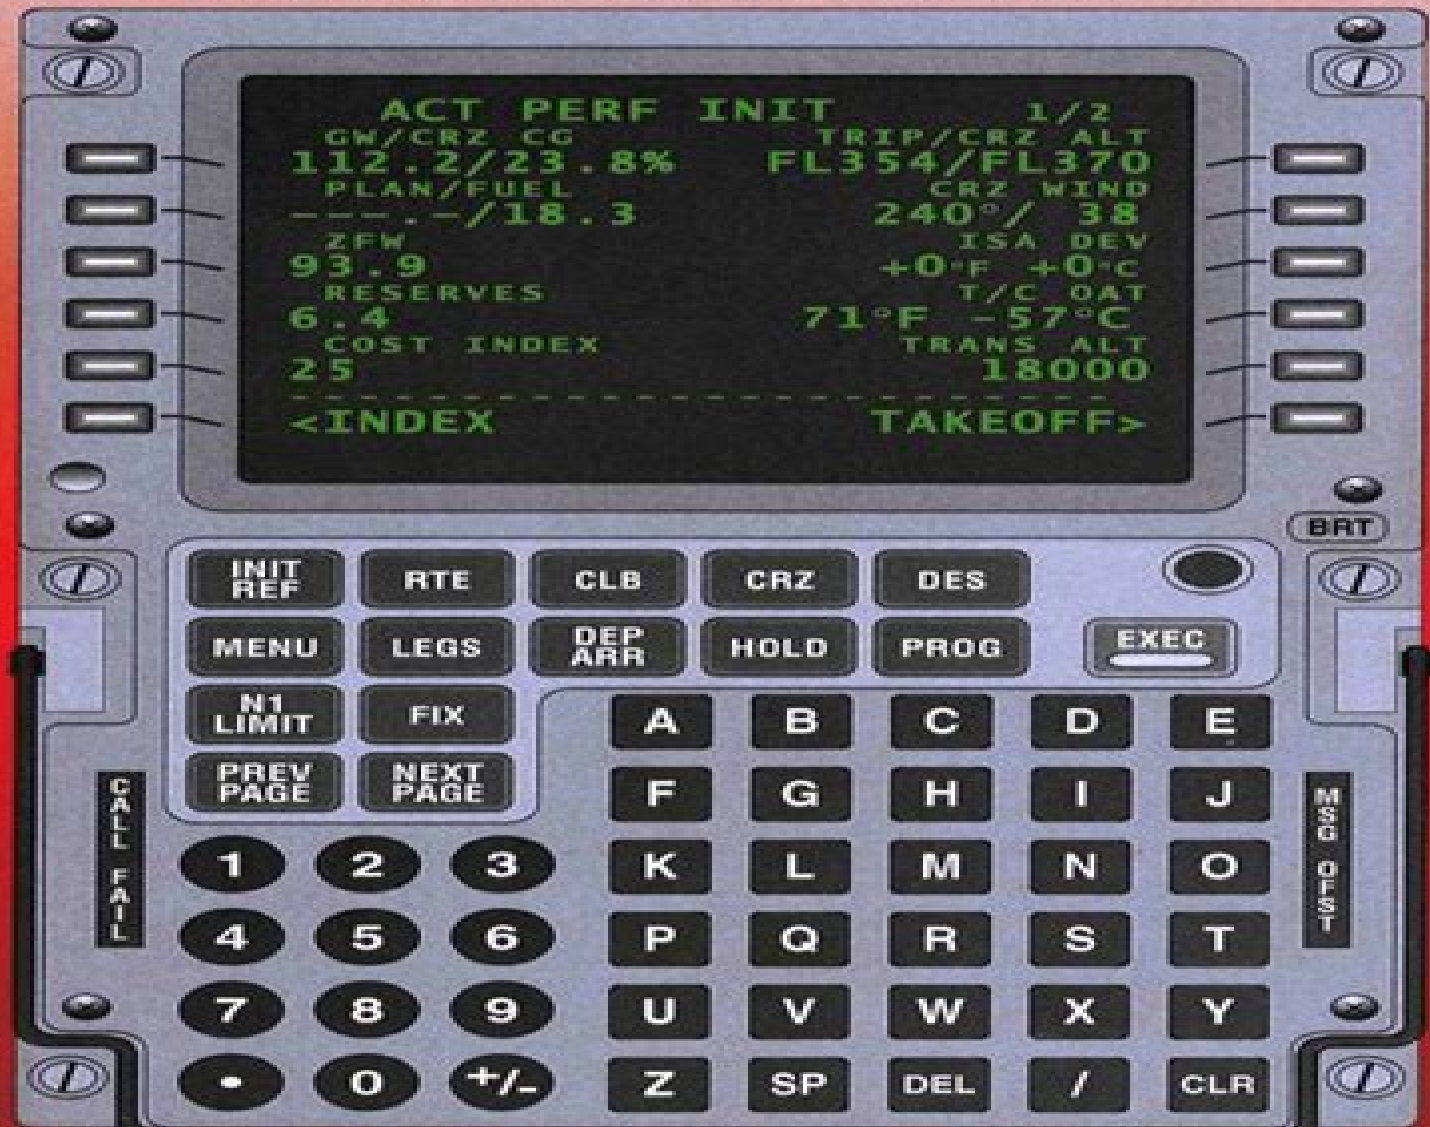 ACT PERF INIT 1/2
GW/CRZ CG TRIP/CRZ ALT
112.2/23.8% FL354/FL370
PLAN/FUEL CRZ WIND
---.-/18.3 240°/ 38
ZFW ISA DEV
93.9 +0°F +0°C
RESERVES T/C OAT
6.4 71°F -57°C
COST INDEX TRANS ALT
25 18000
------------------------
<INDEX TAKEOFF>
BRT
INIT REF RTE CLB CRZ DES
MENU LEGS DEP ARR HOLD PROG EXEC
N1 LIMIT FIX
PREV PAGE NEXT PAGE
A B C D E
F G H I J
K L M N O
P Q R S T
U V W X Y
Z SP DEL / CLR
1 2 3
4 5 6
7 8 9
. 0 +/-
CALL FAIL
MSG OFST